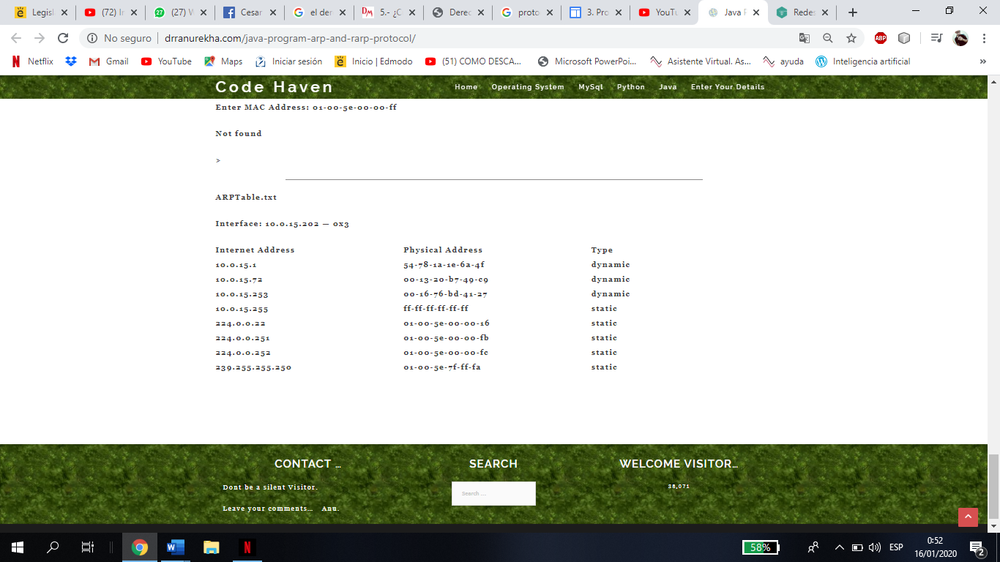 Legisl
(72) In
(27) W
Cesar
el der
5.- ¿C
Derec
proto
3. Pro
YouTu
Java P
Redes
No seguro
drranurekha.com/java-program-arp-and-rarp-protocol/
ABP
Netflix
Gmail
YouTube
Maps
Iniciar sesión
Inicio | Edmodo
(51) COMO DESCA...
Microsoft PowerPoi...
Asistente Virtual. As...
ayuda
Inteligencia artificial
»
Code Haven
Home Operating System MySql Python Java Enter Your Details
Enter MAC Address: 01-00-5e-00-00-ff
Not found
>
ARPTable.txt
Interface: 10.0.15.202 — 0x3
Internet Address Physical Address Type
10.0.15.1 54-78-1a-1e-6a-4f dynamic
10.0.15.72 00-13-20-b7-49-c9 dynamic
10.0.15.253 00-16-76-bd-41-27 dynamic
10.0.15.255 ff-ff-ff-ff-ff-ff static
224.0.0.22 01-00-5e-00-00-16 static
224.0.0.251 01-00-5e-00-00-fb static
224.0.0.252 01-00-5e-00-00-fc static
239.255.255.250 01-00-5e-7f-ff-fa static
CONTACT ...
Dont be a silent Visitor.
Leave your comments... Anu.
SEARCH
Search ...
WELCOME VISITOR...
38,071
58%
ESP
0:52
16/01/2020
2